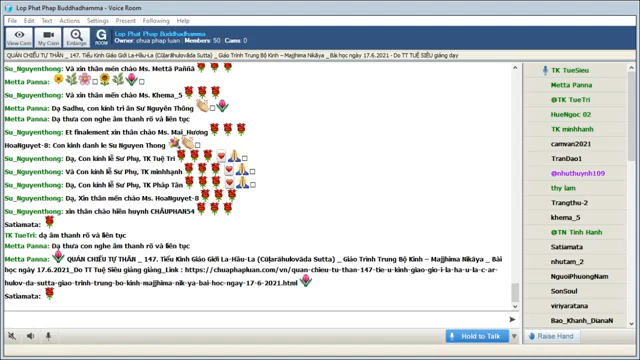 Lop Phat Phap Buddhadhamma - Voice Room
File Edit Text Actions Settings Present Following Help
View Cam
My Cam
Enlarge
G
ROOM
Lop Phat Phap Buddhadhamma
Owner: chua phap luan - Members: 50 - Cams: 0
QUÁN CHIẾU TỰ THÂN _ 147. Tiểu Kinh Giáo Giới La-Hầu-La (Cūḷarāhulovāda Sutta) _ Giáo Trình Trung Bộ Kinh – Majjhima Nikāya _ Bài học ngày 17.6.2021 - Do TT TUỆ SIÊU giảng dạy
Su_Nguyenthong: Và xin thân mến chào Ms. Mettā Paññā
Metta Panna:
Su_Nguyenthong: Và xin thân mến chào Ms. Khema_5
Metta Panna: Dạ Sadhu, Con kính tri ân Sư Nguyên Thông
Su_Nguyenthong: Dạ, Thưa con nghe âm thanh rõ và liên tục
Su_Nguyenthong: Et finalement xin thân chào Ms. Mai_Hương
HoaNguyet-8: Con kinh danh le Su Nguyen Thong
Su_Nguyenthong: Dạ, Con kính lễ Sư Phụ, TK Tuệ Trí
Su_Nguyenthong: Và Con kính lễ Sư Phụ, TK minhhạnh
Su_Nguyenthong: Dạ, Con kính lễ Sư Phụ, TK Pháp Tân
Su_Nguyenthong: Dạ, Xin thân mến chào Ms. HoaNguyet-8
Su_Nguyenthong: xin thân chào hiền huynh CHÂUPHAN54
Satiamata:
TK TueTri: dạ âm thanh rõ và liên tục
Metta Panna: Dạ thưa con nghe âm thanh rõ và liên tục
Metta Panna: QUÁN CHIẾU TỰ THÂN _ 147. Tiểu Kinh Giáo Giới La-Hầu-La (Cūḷarāhulovāda Sutta) _ Giáo Trình Trung Bộ Kinh – Majjhima Nikāya _ Bài
học ngày 17.6.2021_Do TT Tuệ Siêu giảng giảng_Link : https://chuaphapluan.com/vn/quan-chieu-tu-than-147-tie-u-kinh-giao-gio-i-la-ha-u-la-c-ar-
hulov-da-sutta-giao-trinh-trung-bo-kinh-majjhima-nik-ya-bai-hoc-ngay-17-6-2021.html
Satiamata:
Hold to Talk
TK TueSieu
Metta Panna
@TK TueTri
HueNgoc 02
TK minhhanh
camvan2021
TranDao1
@nhuthuynh109
thy lam
Trangthu-2
khema_5
@TN Tinh Hanh
Satiamata
nhutam_2
NguoiPhuongNam
SonSoul
viriyaratana
Bao_Khanh_DianaN
Raise Hand